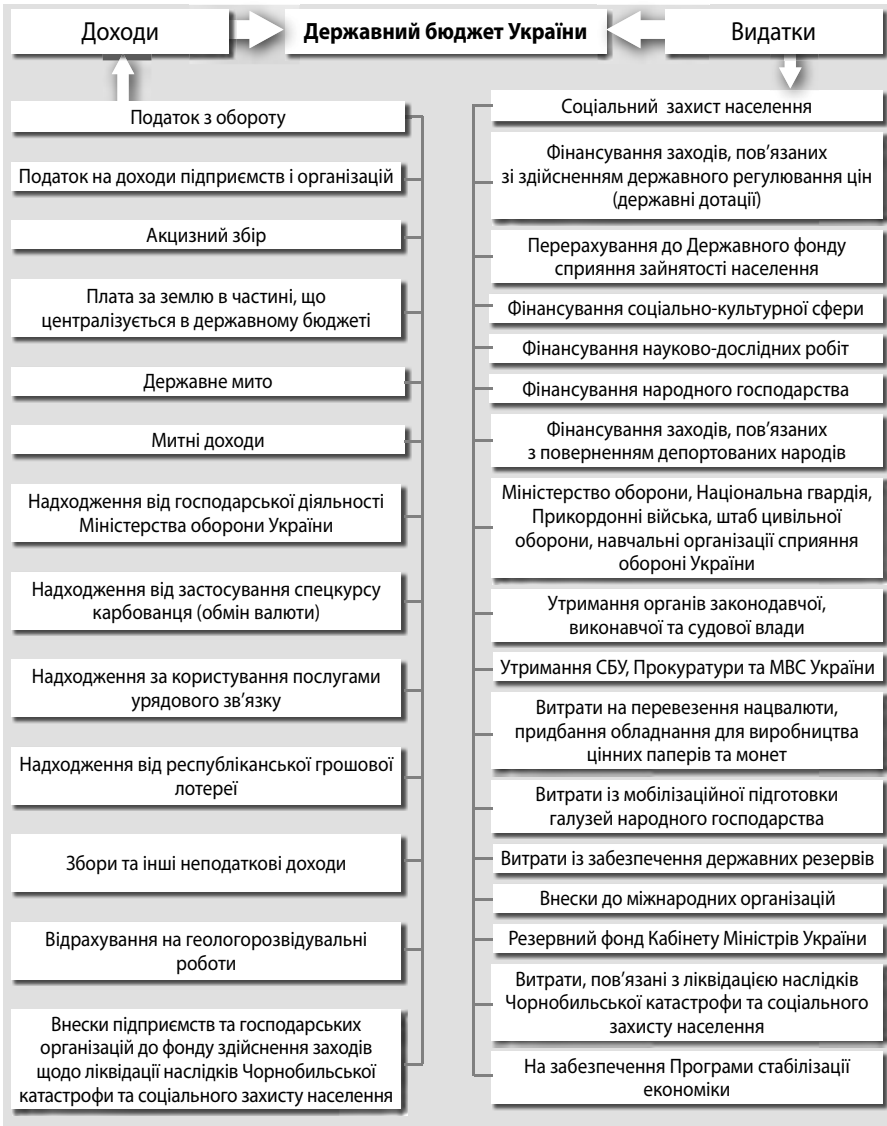 Доходи
Державний бюджет України
Видатки
Податок з обороту
Податок на доходи підприємств і організацій
Акцизний збір
Плата за землю в частині, що
централізується в державному бюджеті
Державне мито
Митні доходи
Надходження від господарської діяльності
Міністерства оборони України
Надходження від застосування спецкурсу
карбованця (обмін валюти)
Надходження за користування послугами
урядового зв’язку
Надходження від республіканської грошової
лотереї
Збори та інші неподаткові доходи
Відрахування на геологорозвідувальні
роботи
Внески підприємств та господарських
організацій до фонду здійснення заходів
щодо ліквідації наслідків Чорнобильської
катастрофи та соціального захисту населення
Соціальний захист населення
Фінансування заходів, пов’язаних
зі здійсненням державного регулювання цін
(державні дотації)
Перерахування до Державного фонду
сприяння зайнятості населення
Фінансування соціально-культурної сфери
Фінансування науково-дослідних робіт
Фінансування народного господарства
Фінансування заходів, пов’язаних
з поверненням депортованих народів
Міністерство оборони, Національна гвардія,
Прикордонні війська, штаб цивільної
оборони, навчальні організації сприяння
обороні України
Утримання органів законодавчої,
виконавчої та судової влади
Утримання СБУ, Прокуратури та МВС України
Витрати на перевезення нацвалюти,
придбання обладнання для виробництва
цінних паперів та монет
Витрати із мобілізаційної підготовки
галузей народного господарства
Витрати із забезпечення державних резервів
Внески до міжнародних організацій
Резервний фонд Кабінету Міністрів України
Витрати, пов’язані з ліквідацією наслідків
Чорнобильської катастрофи та соціального
захисту населення
На забезпечення Програми стабілізації
економіки